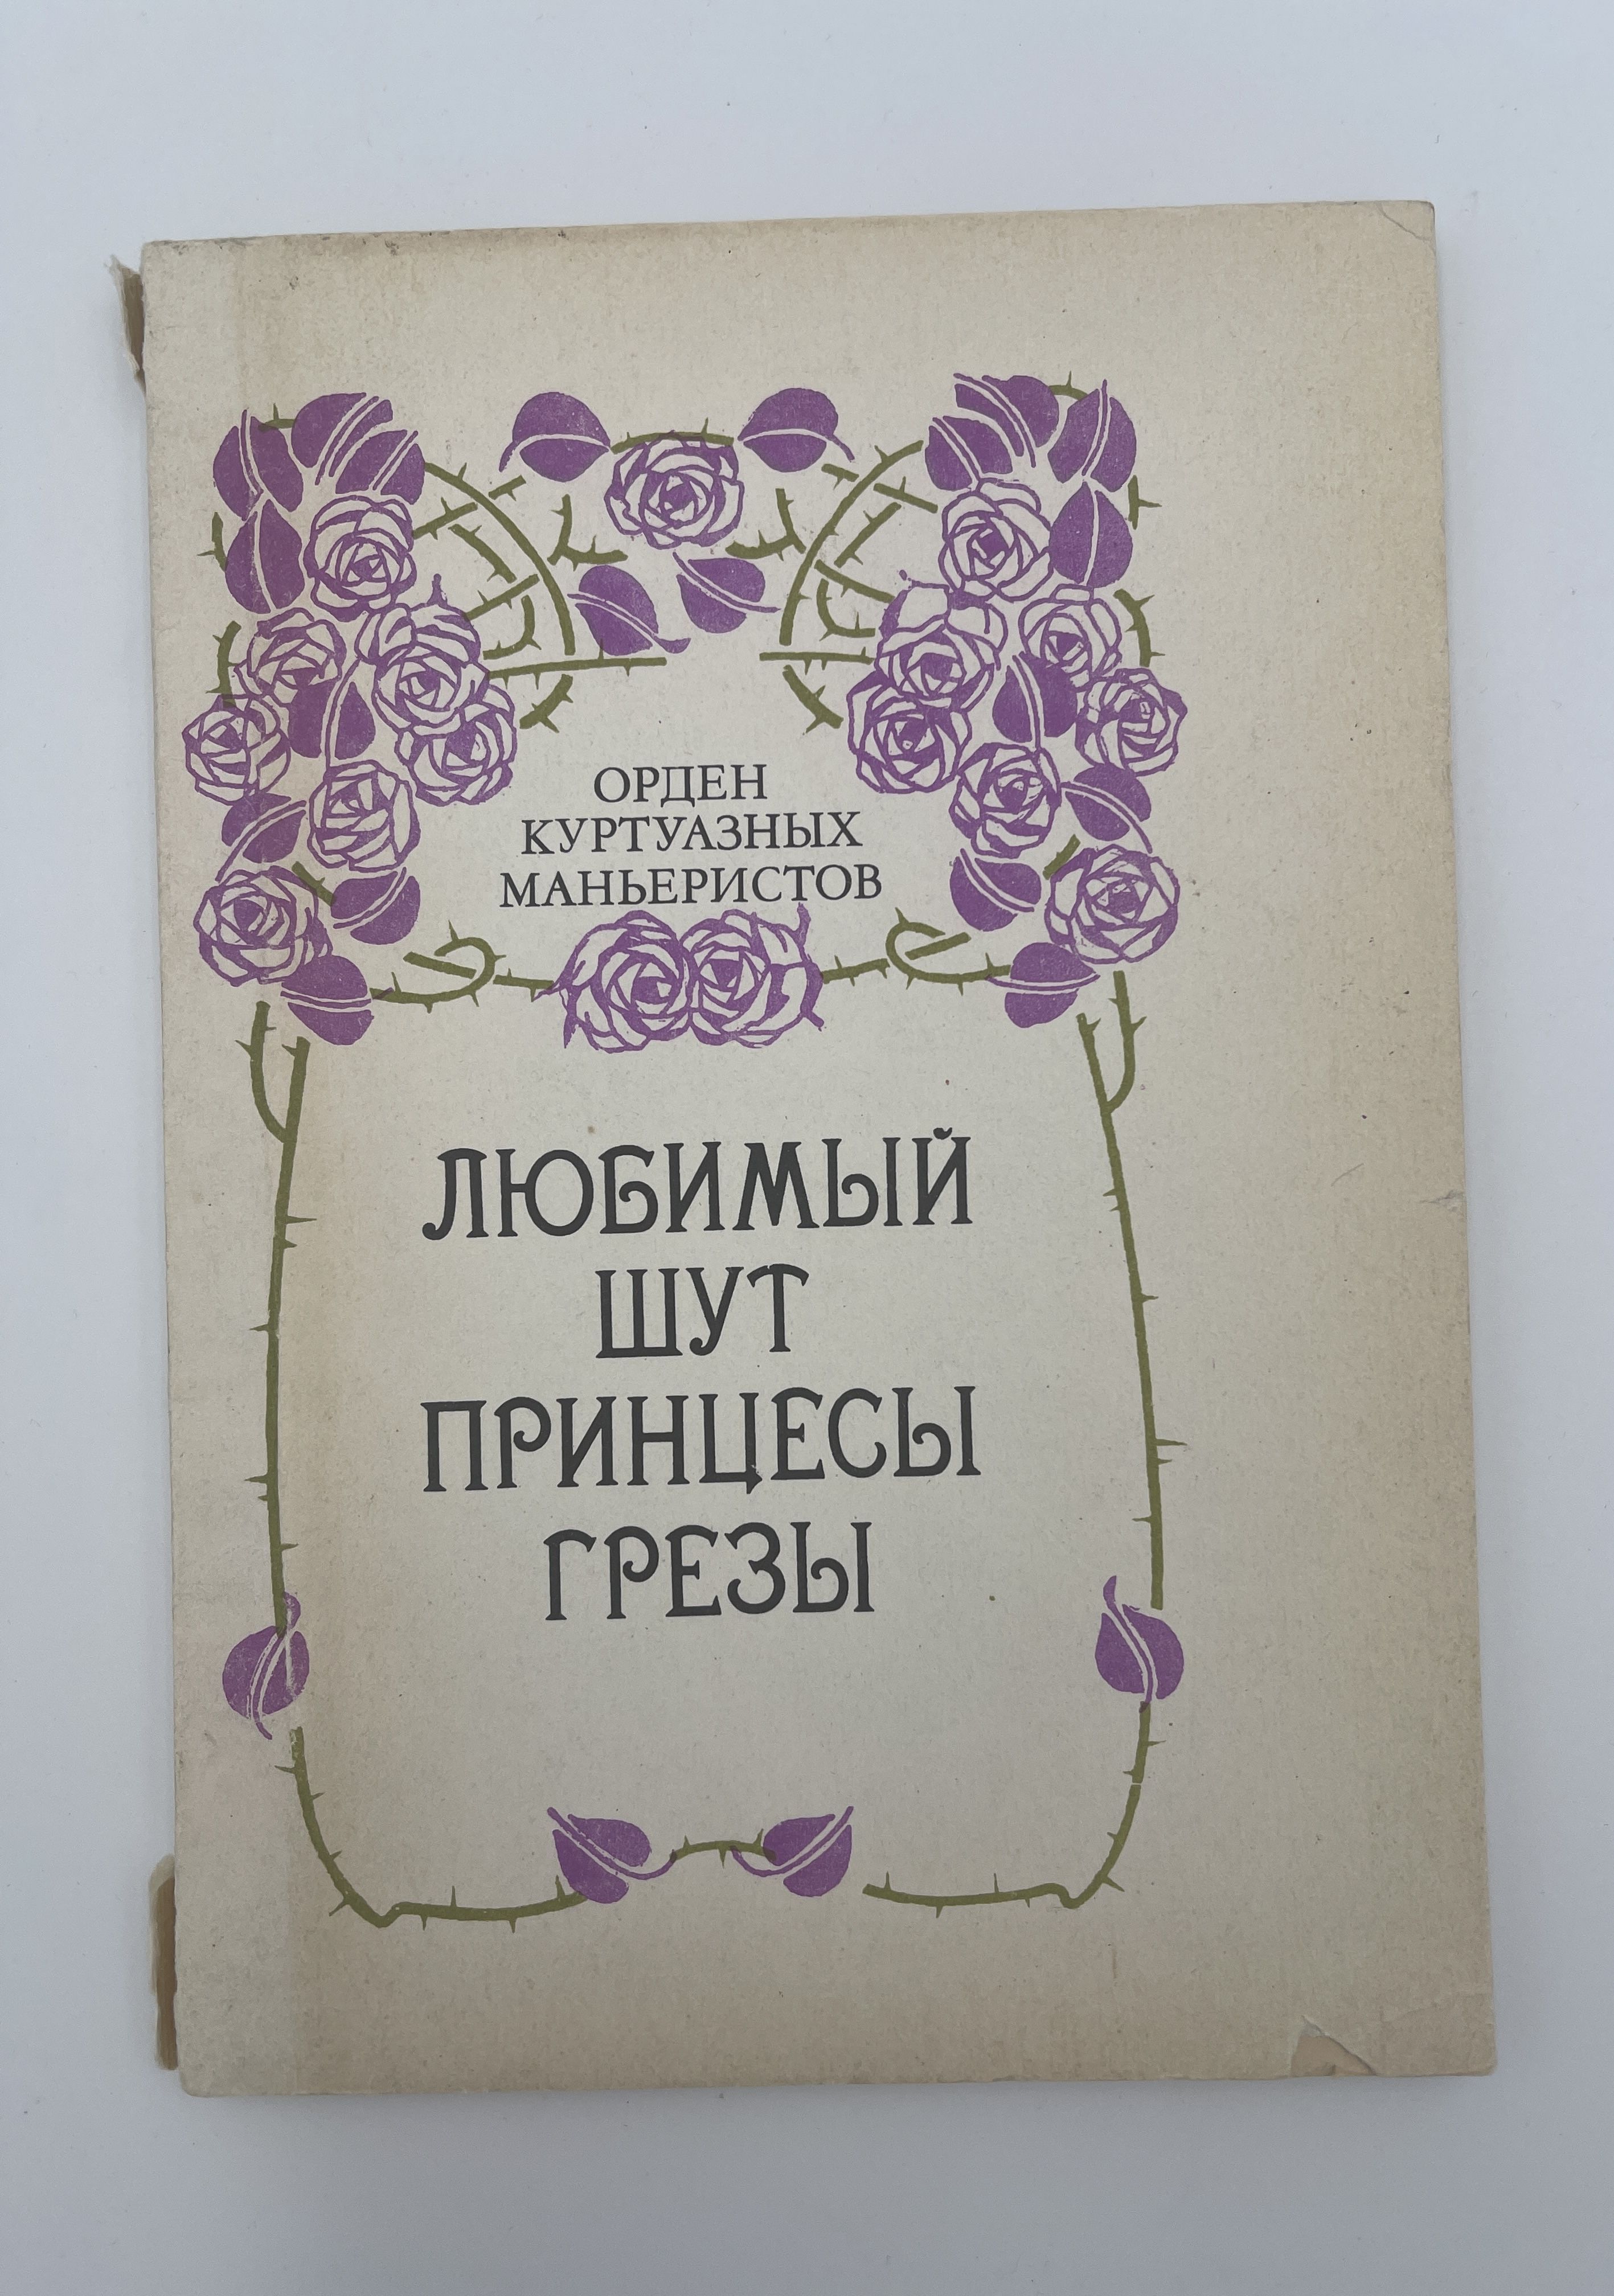 ОРДЕН
КУРТУАЗНЫХ
МАНЬЕРИСТОВ
ЛЮБИМЫЙ
ШУТ
ПРИНЦЕСЫ
ГРЕЗЫ